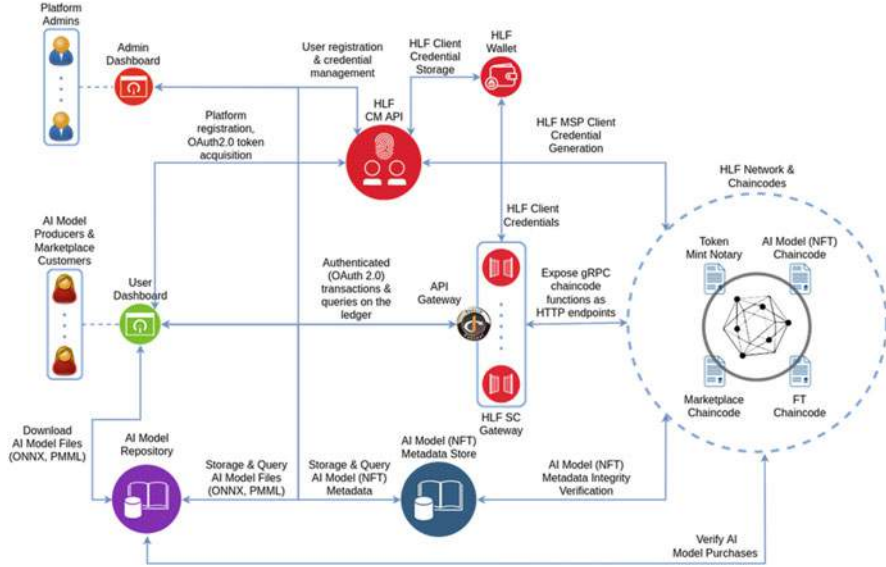 Platform
Admins
Admin
Dashboard
User registration
& credential
management
HLF Client
Credential
Storage
HLF
Wallet
HLF
CM API
Platform
registration,
OAuth2.0 token
acquisition
HLF MSP Client
Credential
Generation
HLF Network &
Chaincodes
AI Model
Producers &
Marketplace
Customers
User
Dashboard
Authenticated
(OAuth 2.0)
transactions &
queries on the
ledger
API
Gateway
HLF Client
Credentials
Expose gRPC
chaincode
functions as
HTTP endpoints
Token
Mint Notary
AI Model (NFT)
Chaincode
Marketplace
Chaincode
FT
Chaincode
HLF SC
Gateway
Download
AI Model Files
(ONNX, PMML)
AI Model
Repository
Storage & Query
AI Model Files
(ONNX, PMML)
Storage & Query
AI Model (NFT)
Metadata
AI Model (NFT)
Metadata Store
AI Model (NFT)
Metadata Integrity
Verification
Verify AI
Model Purchases